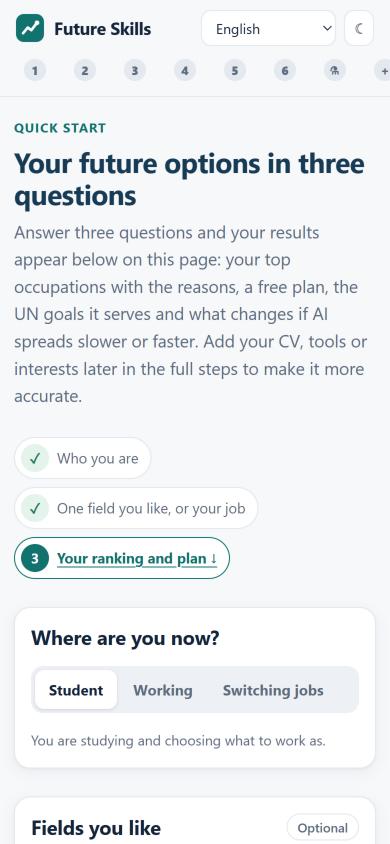 Future Skills
English
1 2 3 4 5 6
QUICK START
Your future options in three
questions
Answer three questions and your results
appear below on this page: your top
occupations with the reasons, a free plan, the
UN goals it serves and what changes if AI
spreads slower or faster. Add your CV, tools or
interests later in the full steps to make it more
accurate.
✓ Who you are
✓ One field you like, or your job
3 Your ranking and plan ↓
Where are you now?
Student Working Switching jobs
You are studying and choosing what to work as.
Fields you like Optional